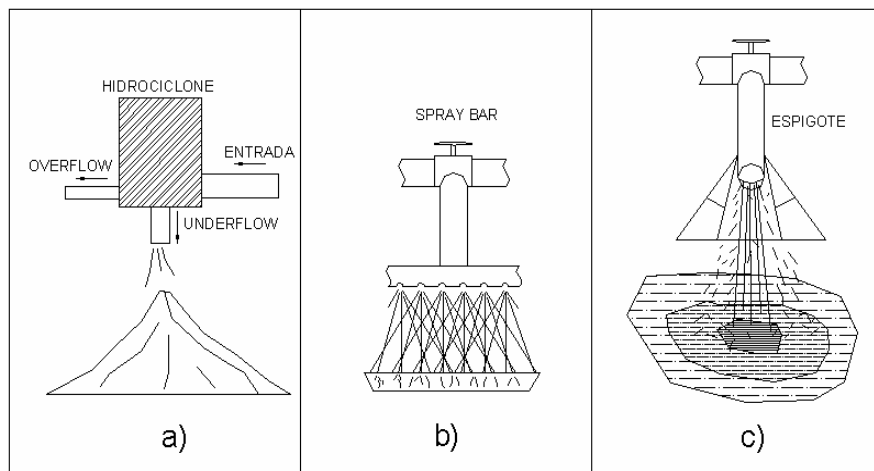 HIDROCICLONE
OVERFLOW
ENTRADA
UNDERFLOW
a)
SPRAY BAR
b)
ESPIGOTE
c)